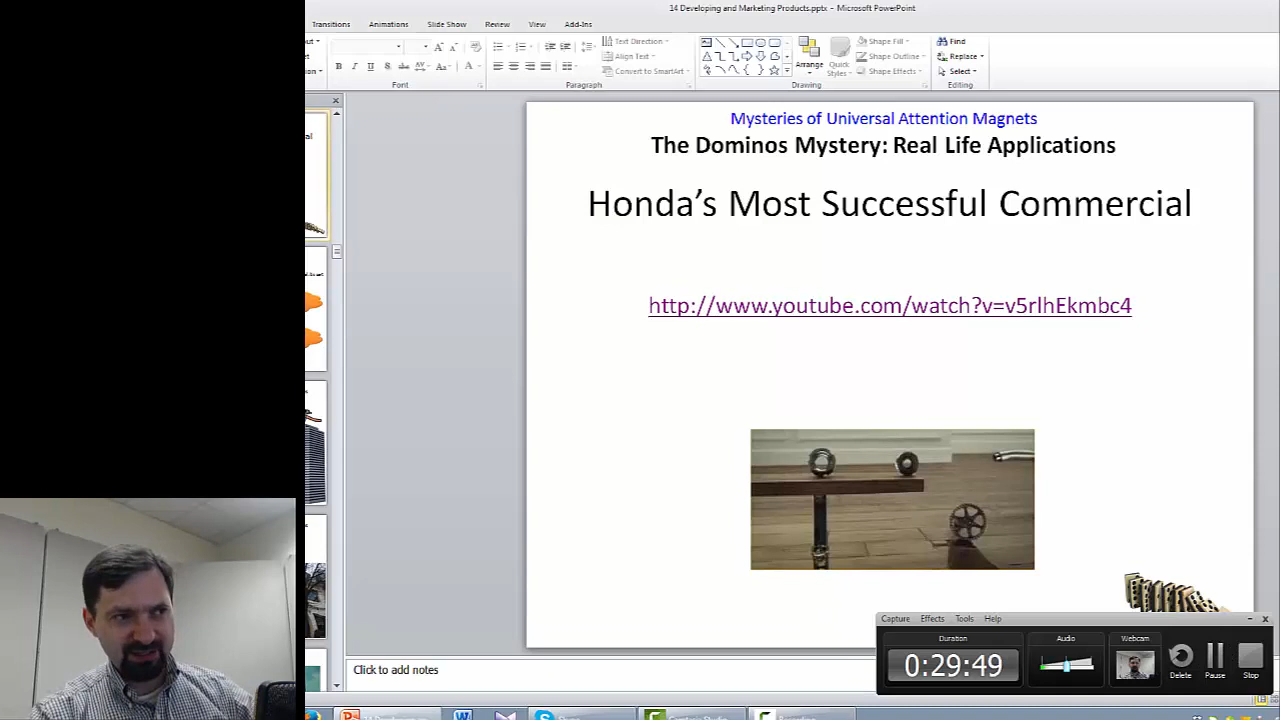 14 Developing and Marketing Products.pptx - Microsoft PowerPoint
Transitions Animations Slide Show Review View Add-Ins
Text Direction
Align Text
Convert to SmartArt
Arrange
Quick
Styles
Shape Fill
Shape Outline
Shape Effects
Find
Replace
Select
Font Paragraph Drawing Editing
Mysteries of Universal Attention Magnets
The Dominos Mystery: Real Life Applications
Honda's Most Successful Commercial
http://www.youtube.com/watch?v=v5rlhEkmbc4
Click to add notes
Capture Effects Tools Help
Duration
0:29:49
Audio
Webcam
Delete Pause Stop